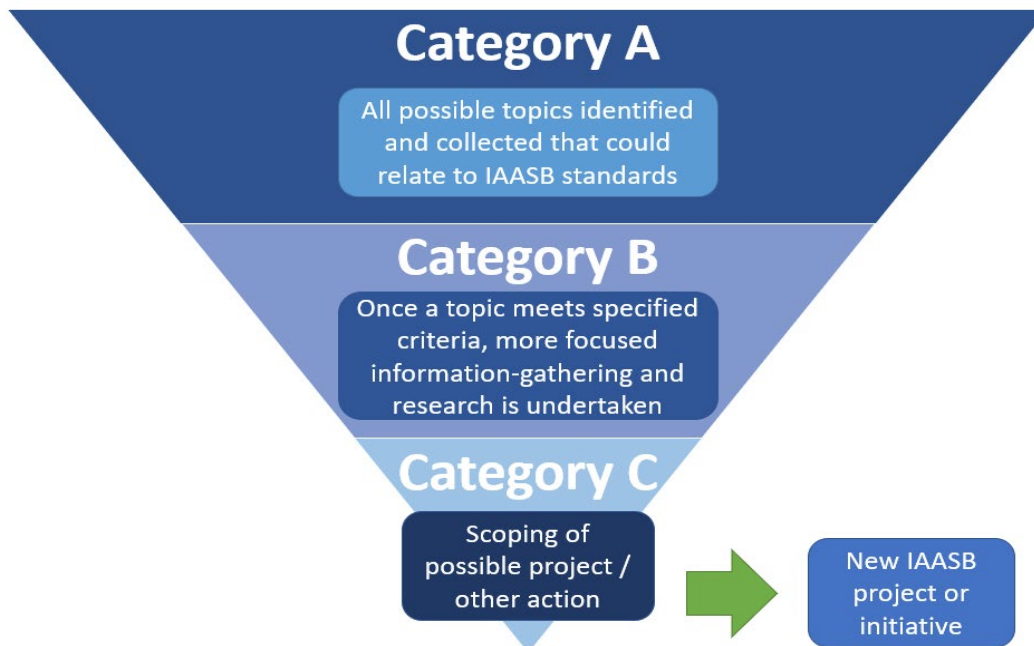 Category A
All possible topics identified
and collected that could
relate to IAASB standards
Category B
Once a topic meets specified
criteria, more focused
information-gathering and
research is undertaken
Category C
Scoping of
possible project /
other action
New IAASB
project or
initiative